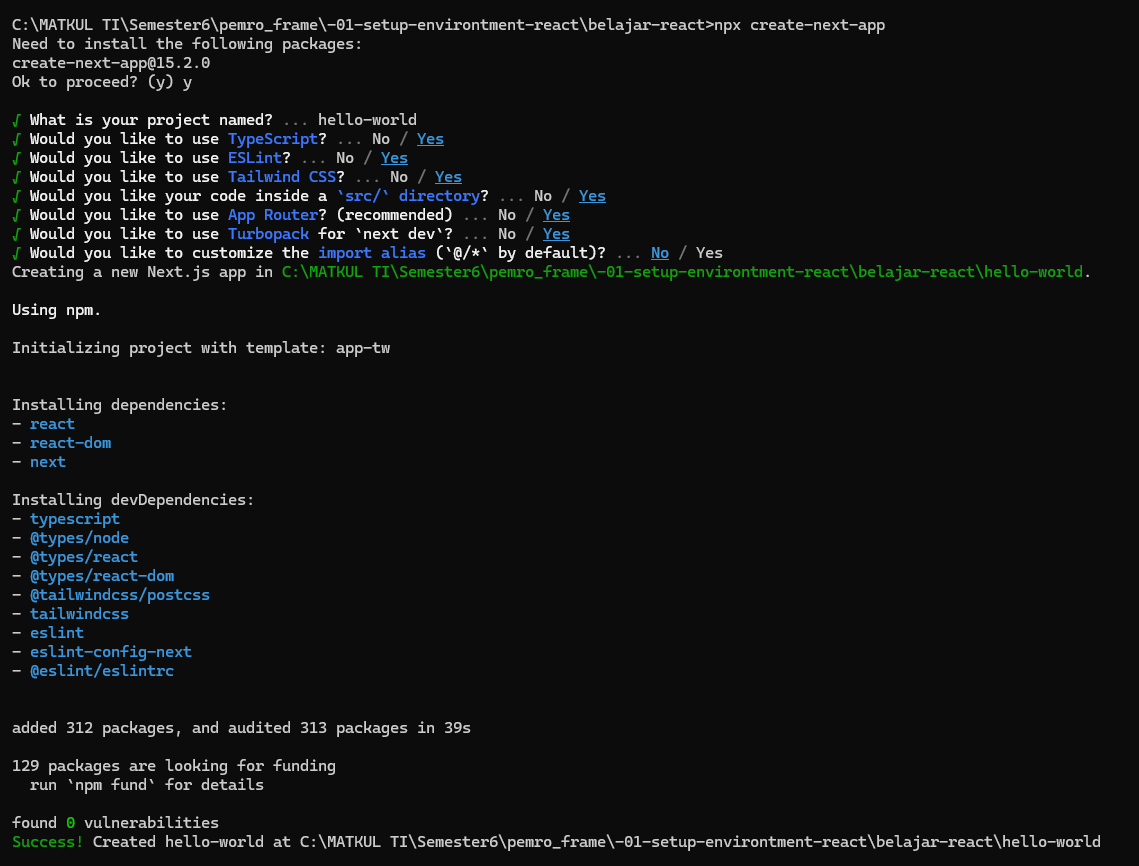 C:\MATKUL TI\Semester6\pemro_frame\-01-setup-environtment-react\belajar-react>npx create-next-app
Need to install the following packages:
create-next-app@15.2.0
Ok to proceed? (y) y
√ What is your project named? ... hello-world
√ Would you like to use TypeScript? ... No / Yes
√ Would you like to use ESLint? ... No / Yes
√ Would you like to use Tailwind CSS? ... No / Yes
√ Would you like your code inside a `src/` directory? ... No / Yes
√ Would you like to use App Router? (recommended) ... No / Yes
√ Would you like to use Turbopack for `next dev`? ... No / Yes
√ Would you like to customize the import alias (`@/*` by default)? ... No / Yes
Creating a new Next.js app in C:\MATKUL TI\Semester6\pemro_frame\-01-setup-environtment-react\belajar-react\hello-world.
Using npm.
Initializing project with template: app-tw
Installing dependencies:
- react
- react-dom
- next
Installing devDependencies:
- typescript
- @types/node
- @types/react
- @types/react-dom
- @tailwindcss/postcss
- tailwindcss
- eslint
- eslint-config-next
- @eslint/eslintrc
added 312 packages, and audited 313 packages in 39s
129 packages are looking for funding
  run `npm fund` for details
found 0 vulnerabilities
Success! Created hello-world at C:\MATKUL TI\Semester6\pemro_frame\-01-setup-environtment-react\belajar-react\hello-world